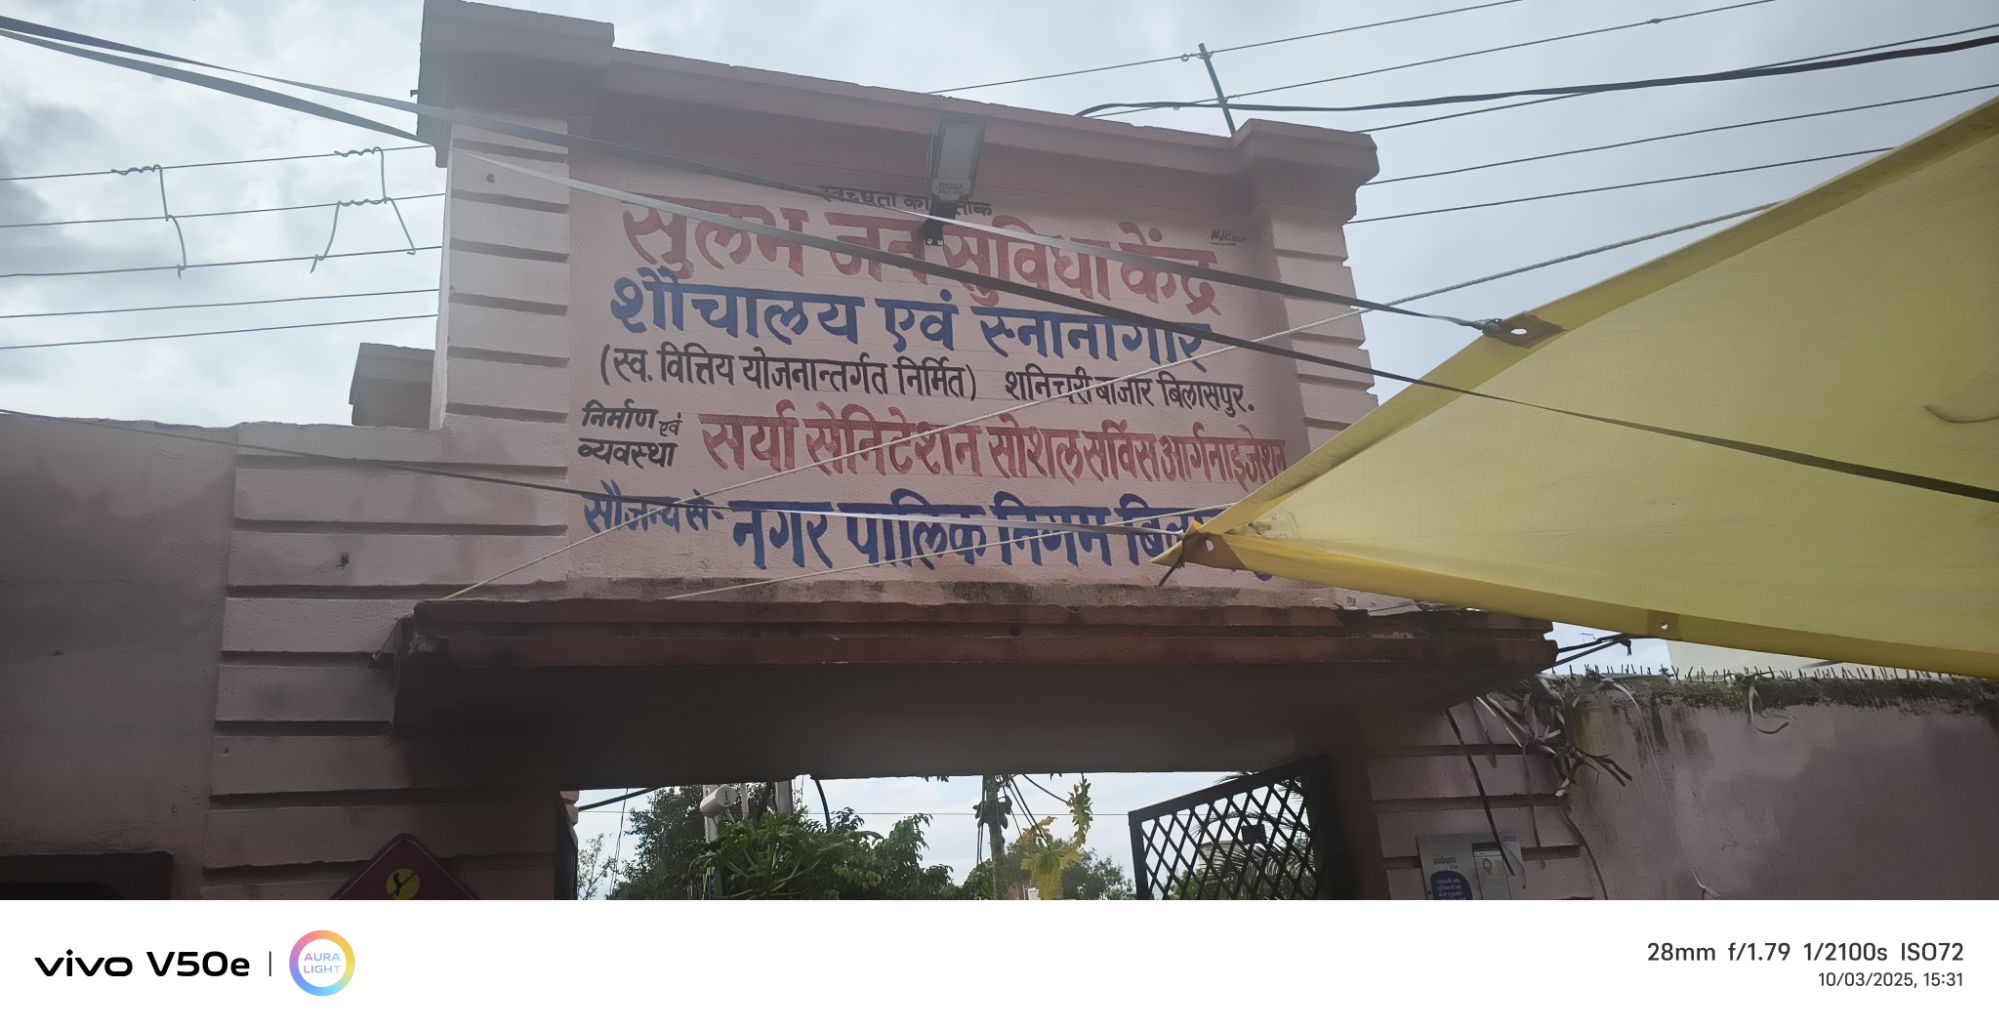 स्वच्छता का
सुलभ जन सुविधा केंद्र
शौचालय एवं स्नानागार
(स्व. वित्तिय योजनान्तर्गत निर्मित) शनिचरी बाजार बिलासपुर.
निर्माण एवं
व्यवस्था
सर्या सेनिटेशन सोशल सर्विस आर्गनाइजेशन
सौजन्य से:- नगर पालिक निगम
vivo V50e | AURA LIGHT
28mm f/1.79 1/2100s ISO72
10/03/2025, 15:31